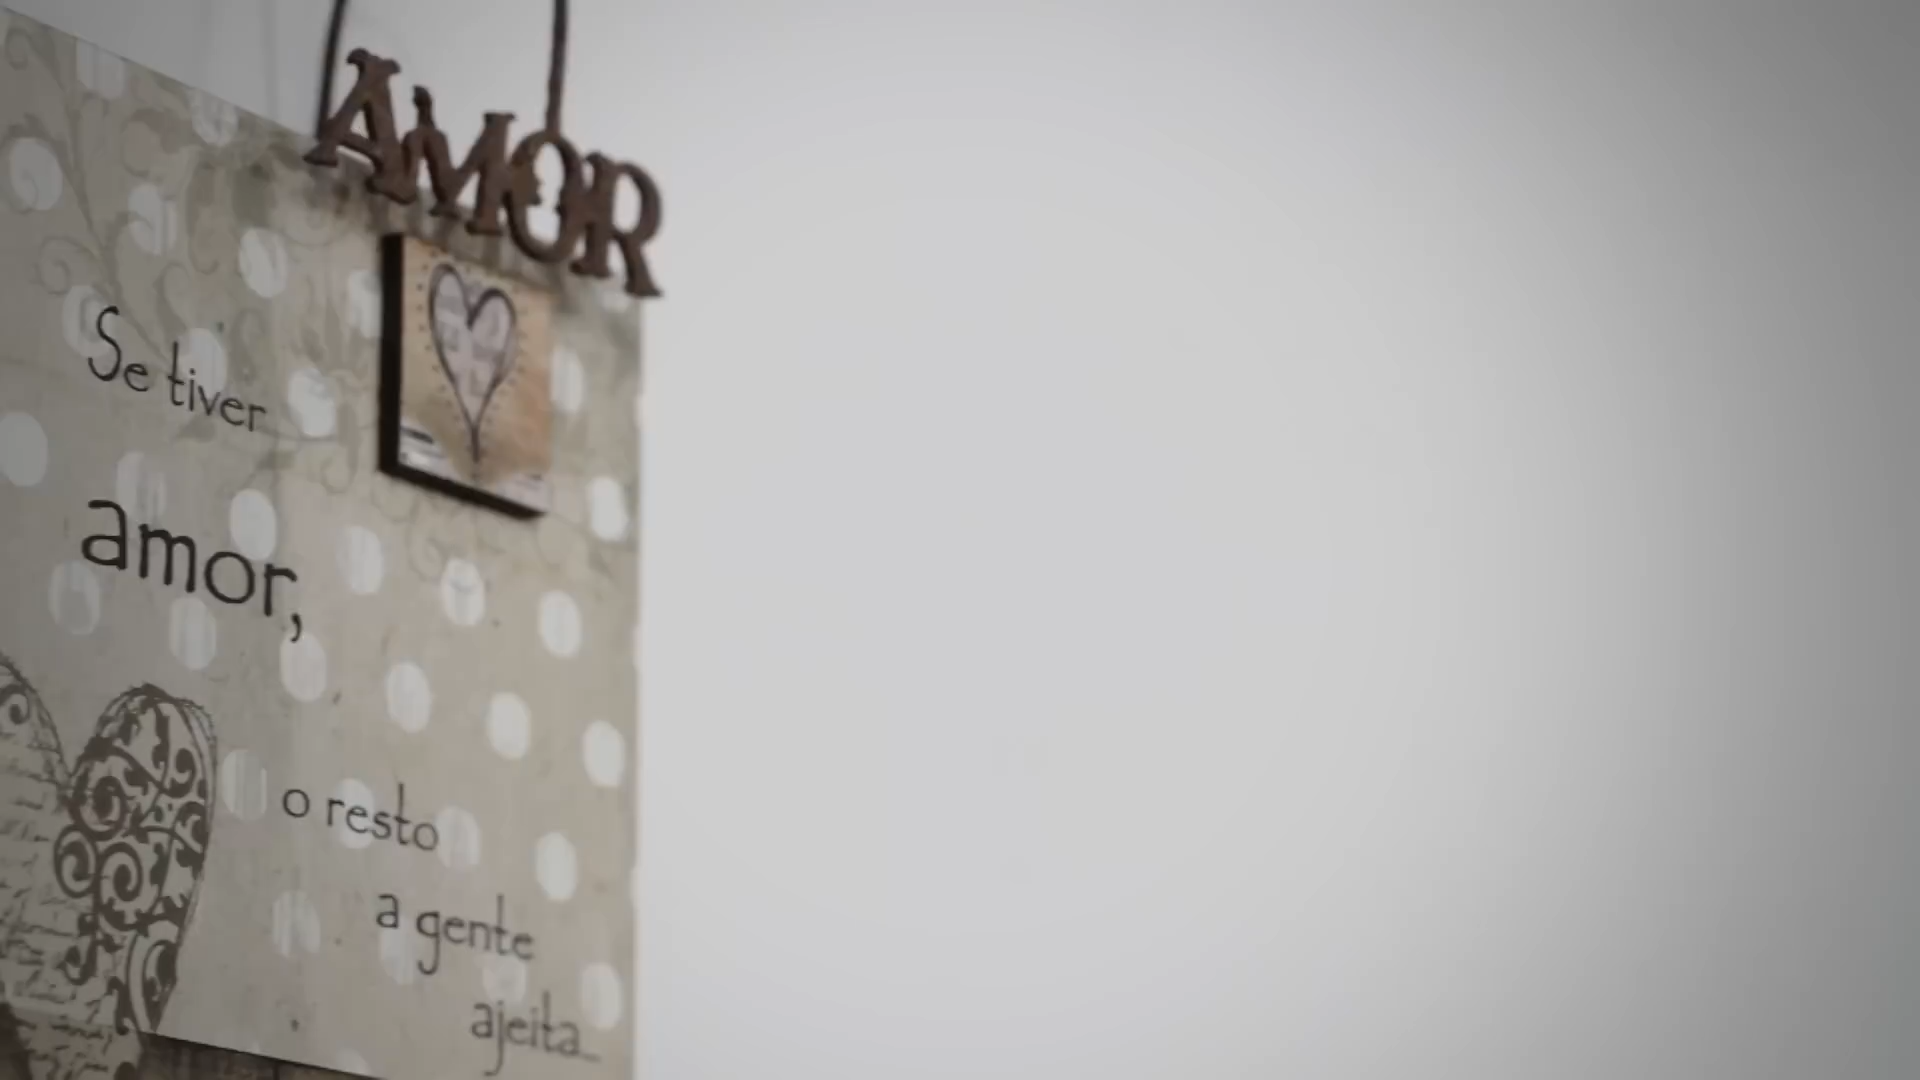 AMOR
Se tiver
amor,
o resto
a gente
ajeita...